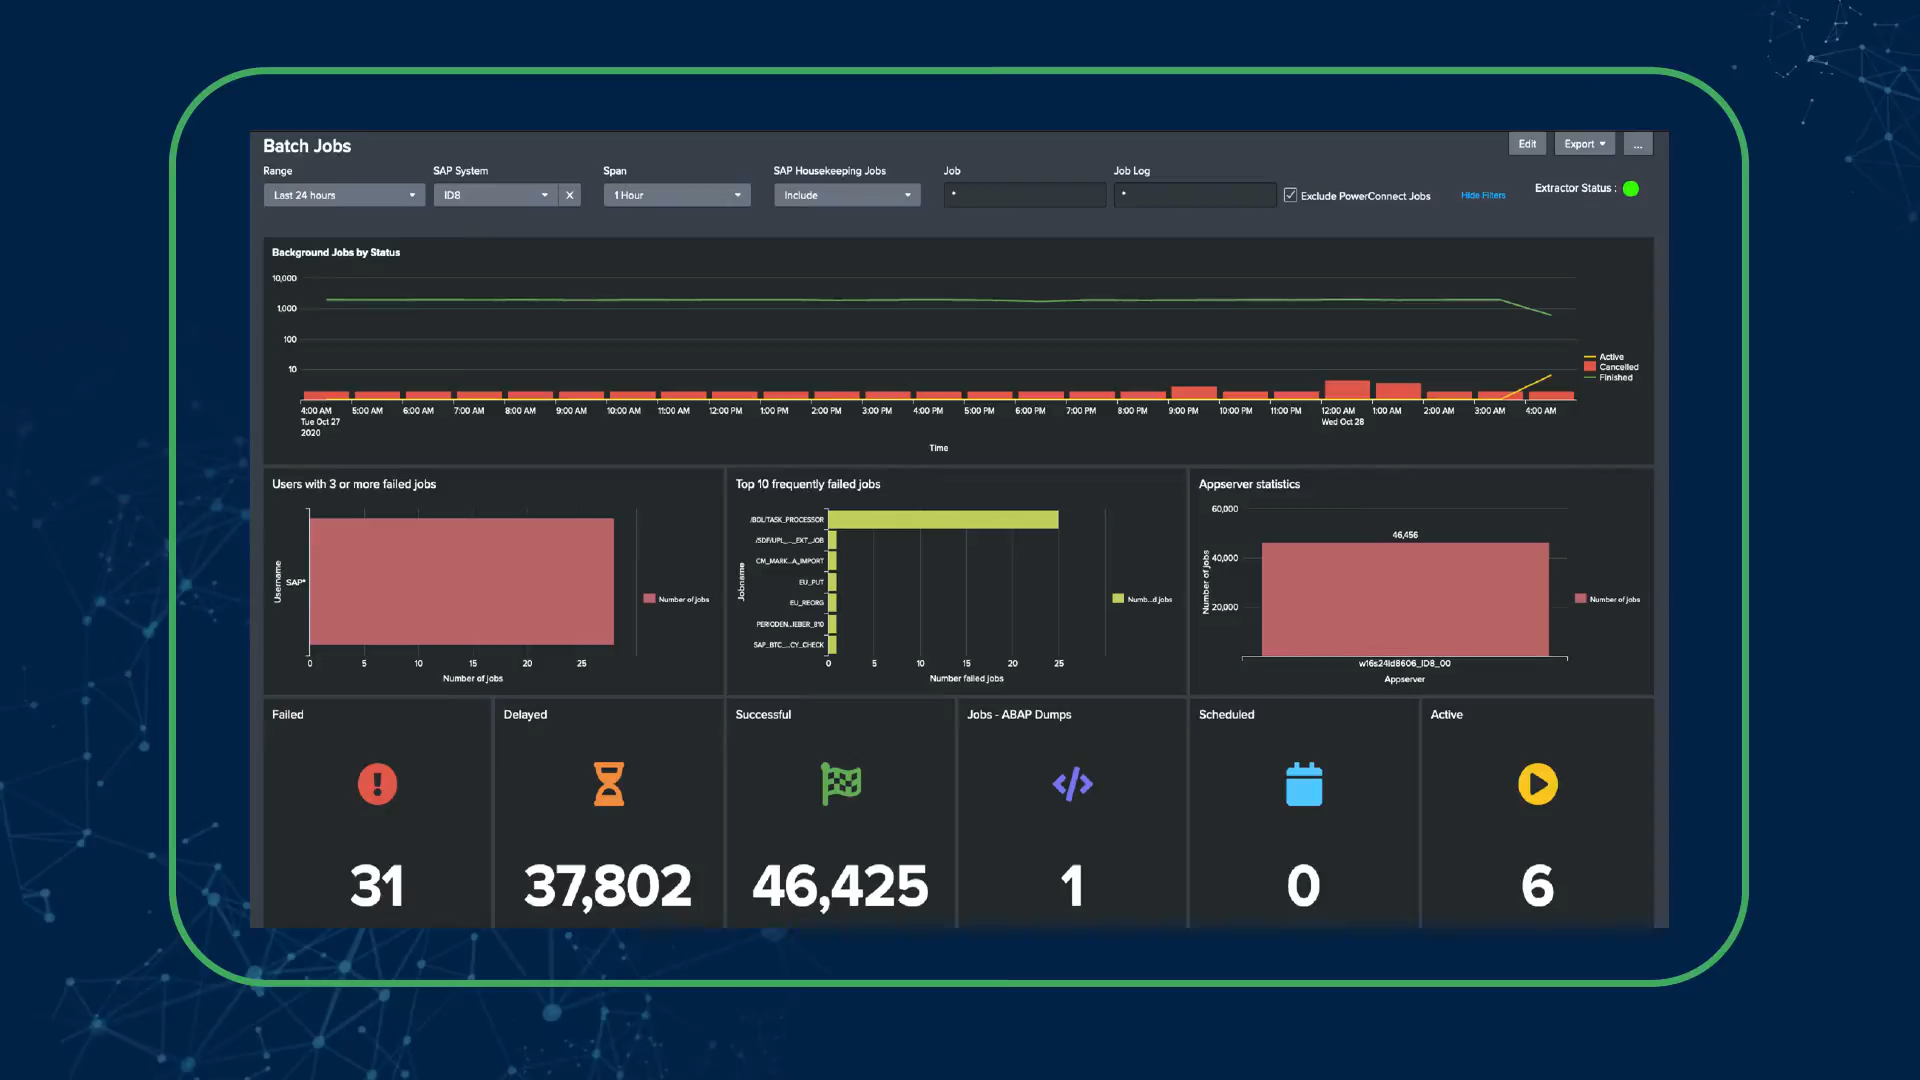 Batch Jobs
Edit
Export
...
Range
SAP System
Span
SAP Housekeeping Jobs
Job
Job Log
Last 24 hours
ID8
1 Hour
Include
*
*
Exclude PowerConnect Jobs
Hide Filters
Extractor Status :
Background Jobs by Status
10,000
1,000
100
10
Active
Cancelled
Finished
4:00 AM 5:00 AM 6:00 AM 7:00 AM 8:00 AM 9:00 AM 10:00 AM 11:00 AM 12:00 PM 1:00 PM 2:00 PM 3:00 PM 4:00 PM 5:00 PM 6:00 PM 7:00 PM 8:00 PM 9:00 PM 10:00 PM 11:00 PM 12:00 AM 1:00 AM 2:00 AM 3:00 AM 4:00 AM
Tue Oct 27 Wed Oct 28
2020
Time
Users with 3 or more failed jobs
Username
SAP*
Number of jobs
0 5 10 15 20 25
Number of jobs
Top 10 frequently failed jobs
Jobname
/BDL/TASK_PROCESSOR
/SDF/UPL_..._EXT_JOB
CM_MARK...A_IMPORT
EU_PUT
EU_REORG
PERIODEN...IEBER_B10
SAP_BTC_...CY_CHECK
Numb...d jobs
0 5 10 15 20 25
Number failed jobs
Appserver statistics
Number of jobs
60,000
40,000
20,000
46,456
Number of jobs
w16s24id8606_ID8_00
Appserver
Failed
31
Delayed
37,802
Successful
46,425
Jobs - ABAP Dumps
</>
1
Scheduled
0
Active
6